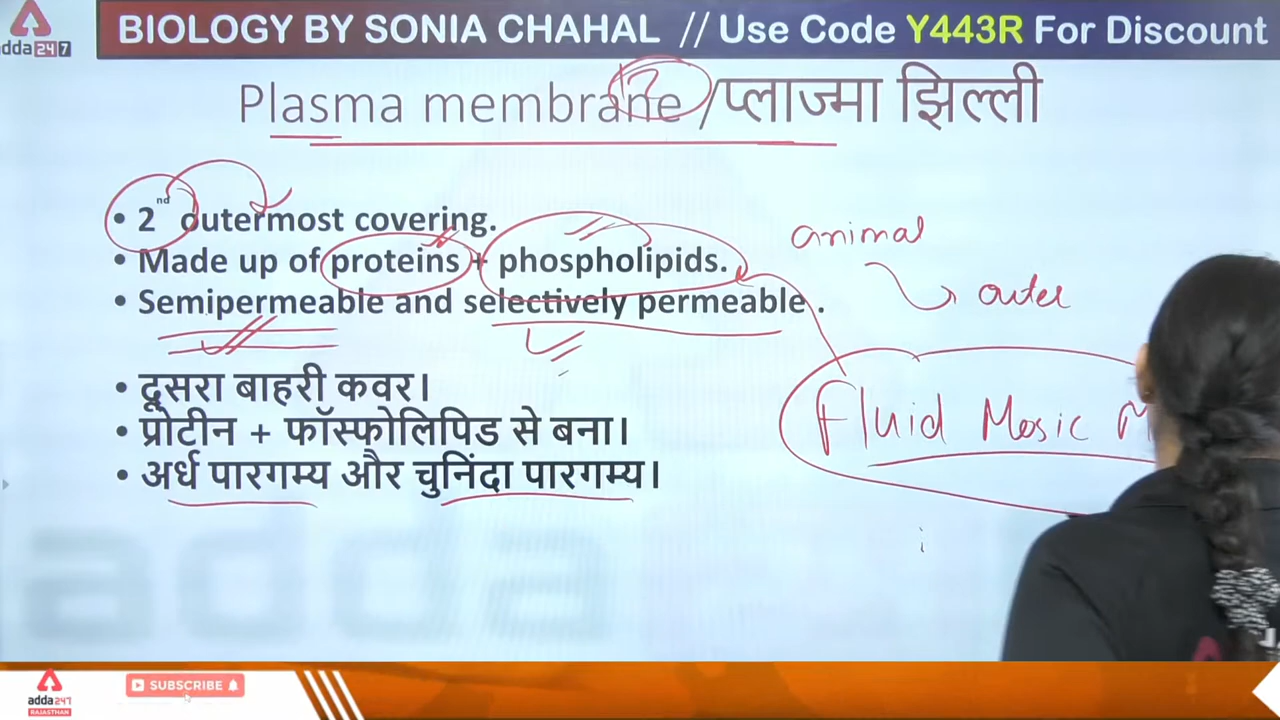 adda 247
BIOLOGY BY SONIA CHAHAL // Use Code Y443R For Discount
Plasma membrane /प्लाज्मा झिल्ली
• 2nd outermost covering.
• Made up of proteins + phospholipids.
• Semipermeable and selectively permeable .
animal
outer
Fluid Mosic M
• दूसरा बाहरी कवर।
• प्रोटीन + फॉस्फोलिपिड से बना।
• अर्ध पारगम्य और चुनिंदा पारगम्य।
adda
adda247
RAJASTHAN
SUBSCRIBE